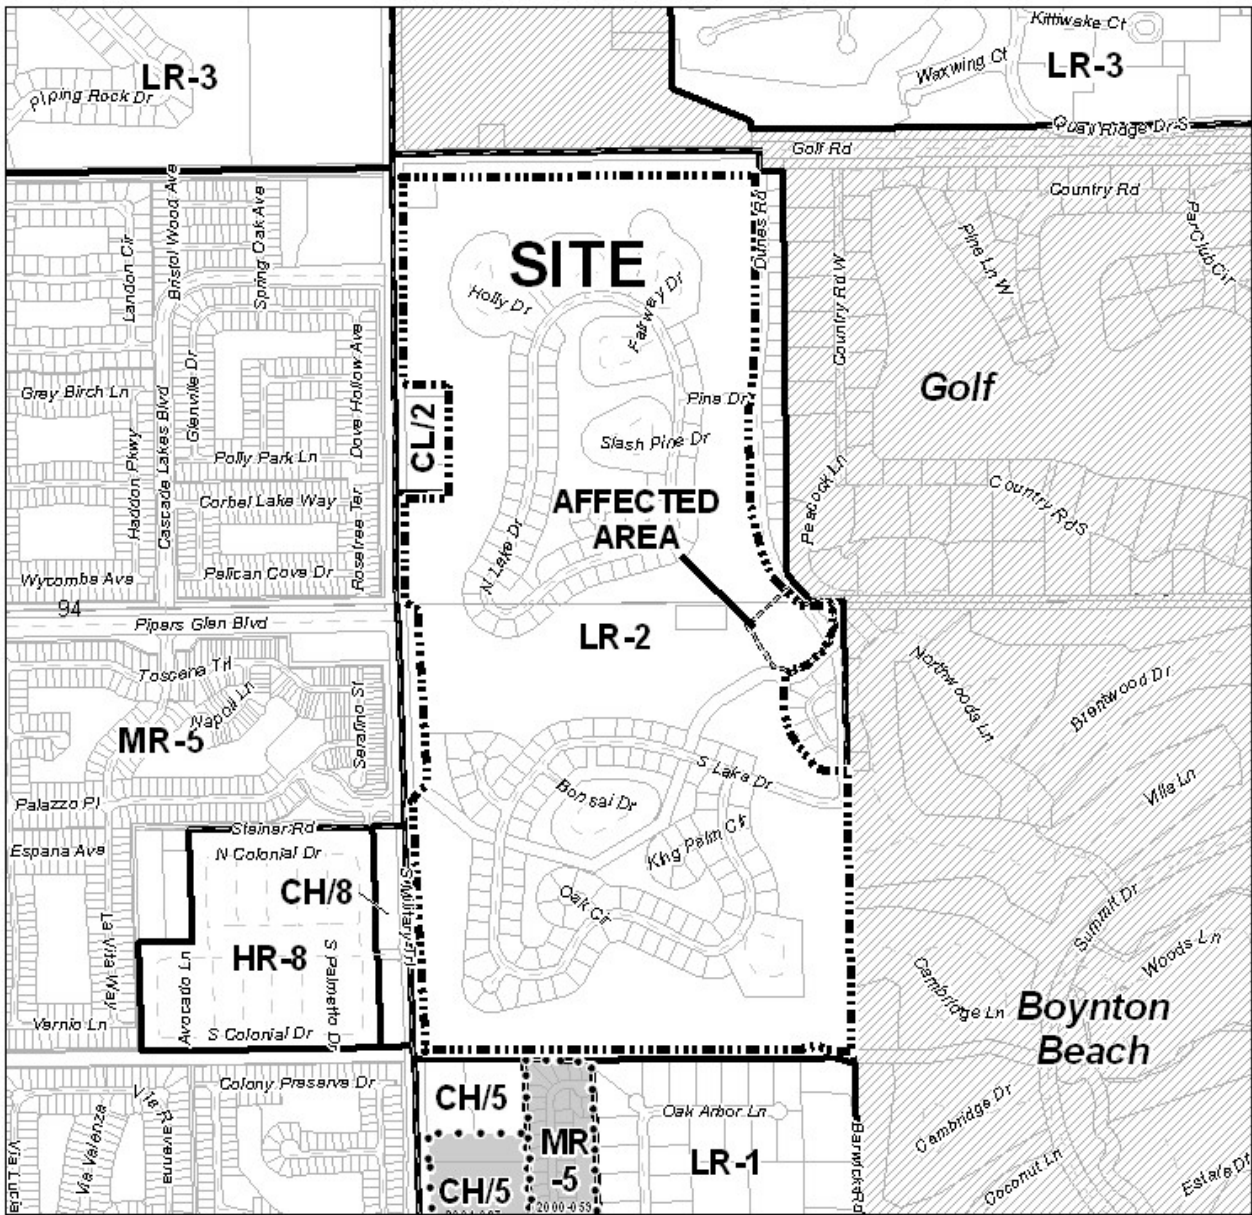 Kittiwake Ct
LR-3
LR-3
Waxwing Ct
Piping Rock Dr
Quail Ridge Dr S
Golf Rd
Bristol Wood Ave
Spring Oak Ave
Landon Cir
Dunes Rd
Country Rd
Par Club Cir
Pine Ln W
SITE
Holly Dr
Fairway Dr
Country Rd W
Glenville Dr
Dove Hollow Ave
Grey Birch Ln
Cascade Lakes Blvd
Haddon Pkwy
CL/2
Pine Dr
Golf
Slash Pine Dr
Polly Park Ln
Corbel Lake Way
Rosetree Ter
AFFECTED
AREA
Peacock Ln
Country Rd S
N Lake Dr
Wycombe Ave
Pelican Cove Dr
94
Pipers Glen Blvd
LR-2
Toscana Trl
Napoli Ln
Serafino St
MR-5
Northwoods Ln
Brentwood Dr
S Lake Dr
Bonsai Dr
Villa Ln
Palazzo Pl
Steiner Rd
King Palm Cir
Espana Ave
N Colonial Dr
CH/8
S Military Trl
Oak Cir
La Vita Way
HR-8
Avocado Ln
S Palmetto Dr
Summit Dr
Woods Ln
Cambridge Ln
Boynton
Beach
Vernio Ln
S Colonial Dr
Colony Preserve Dr
Via Ravenna
Via Valenza
Via Lucia
CH/5
Oak Arbor Ln
MR
-5
LR-1
CH/5
2000-053
Barwick Rd
Cambridge Dr
Coconut Ln
Estate Dr